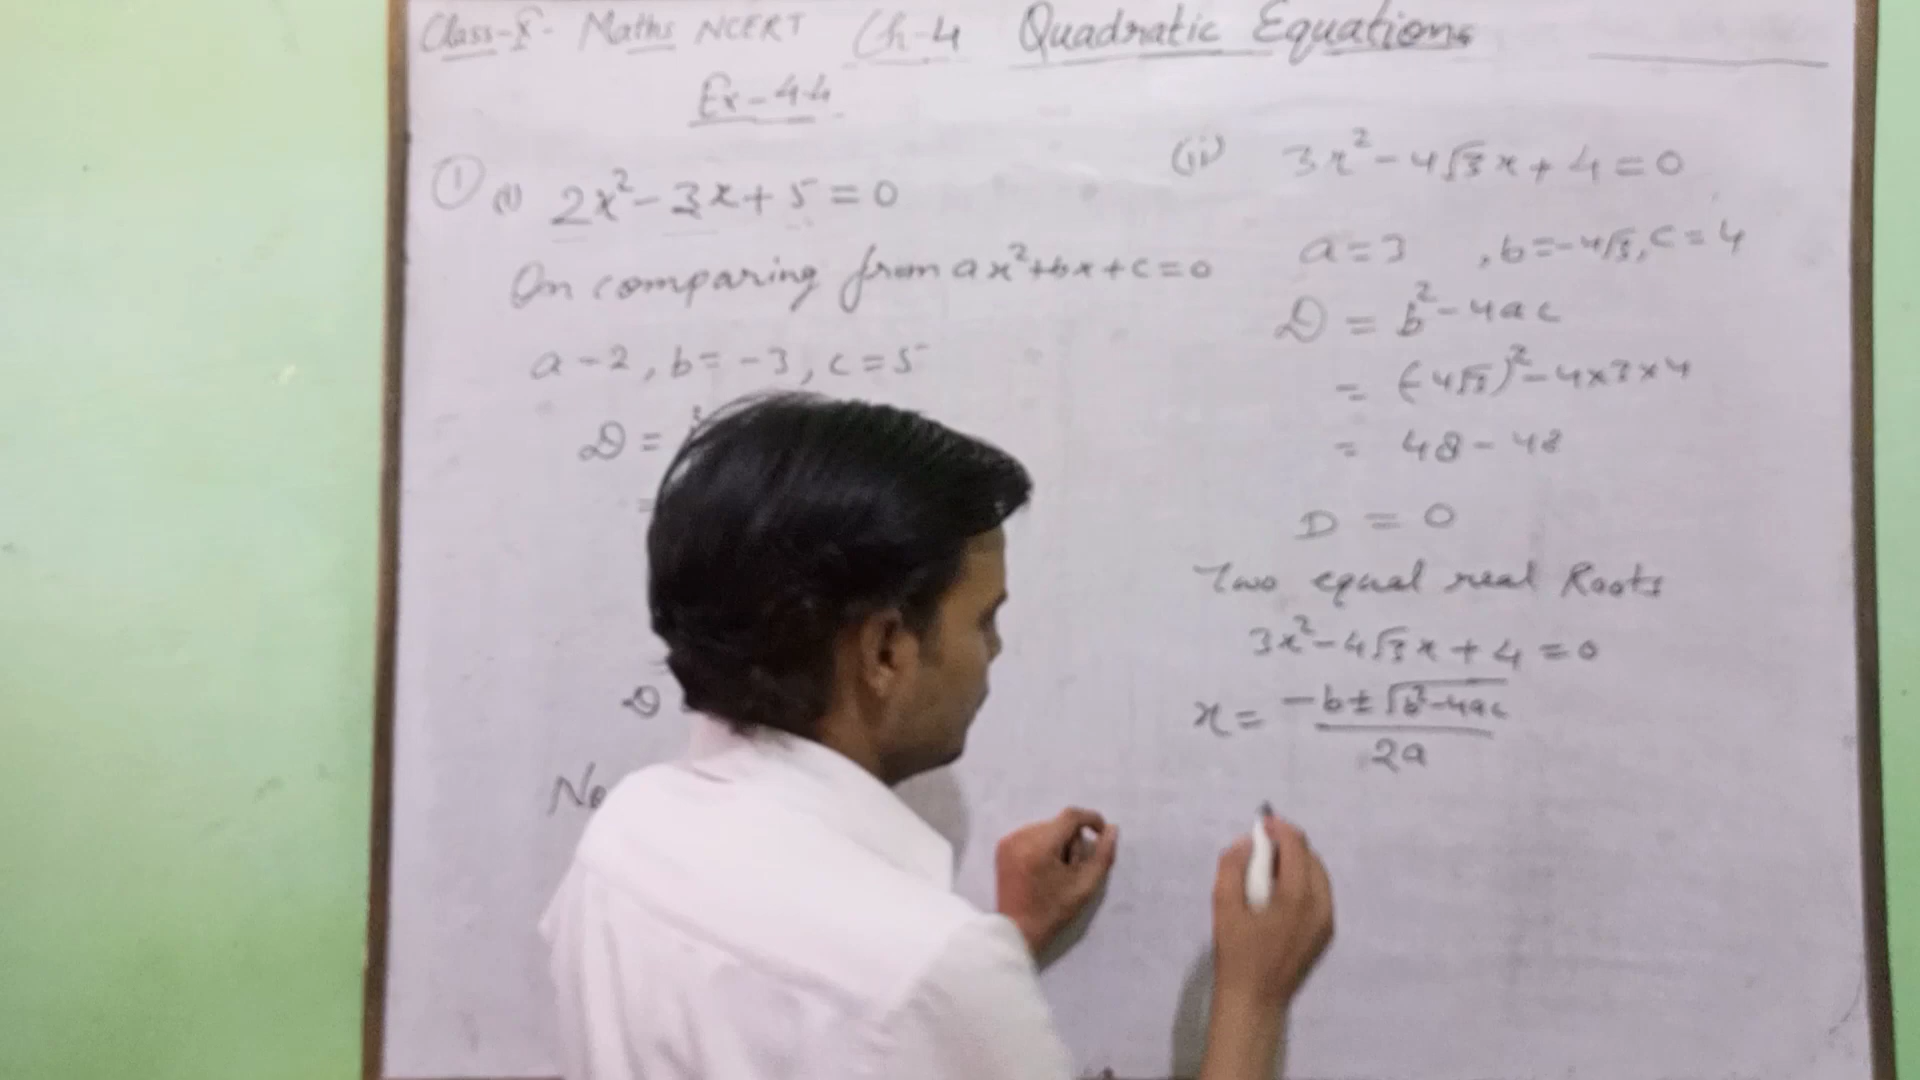 Class-X- Maths NCERT Ch-4 Quadratic Equations
Ex-4.4
① (i) 2x²-3x+5=0
On comparing from ax²+bx+c=0
a-2, b=-3, c=5
D =
=
D
No
(ii) 3x²-4√3x+4=0
a=3 , b=-4√3, c=4
D = b²-4ac
= (-4√3)²-4×3×4
= 48-48
D = 0
Two equal real Roots
3x²-4√3x+4=0
x = -b±√b²-4ac
2a